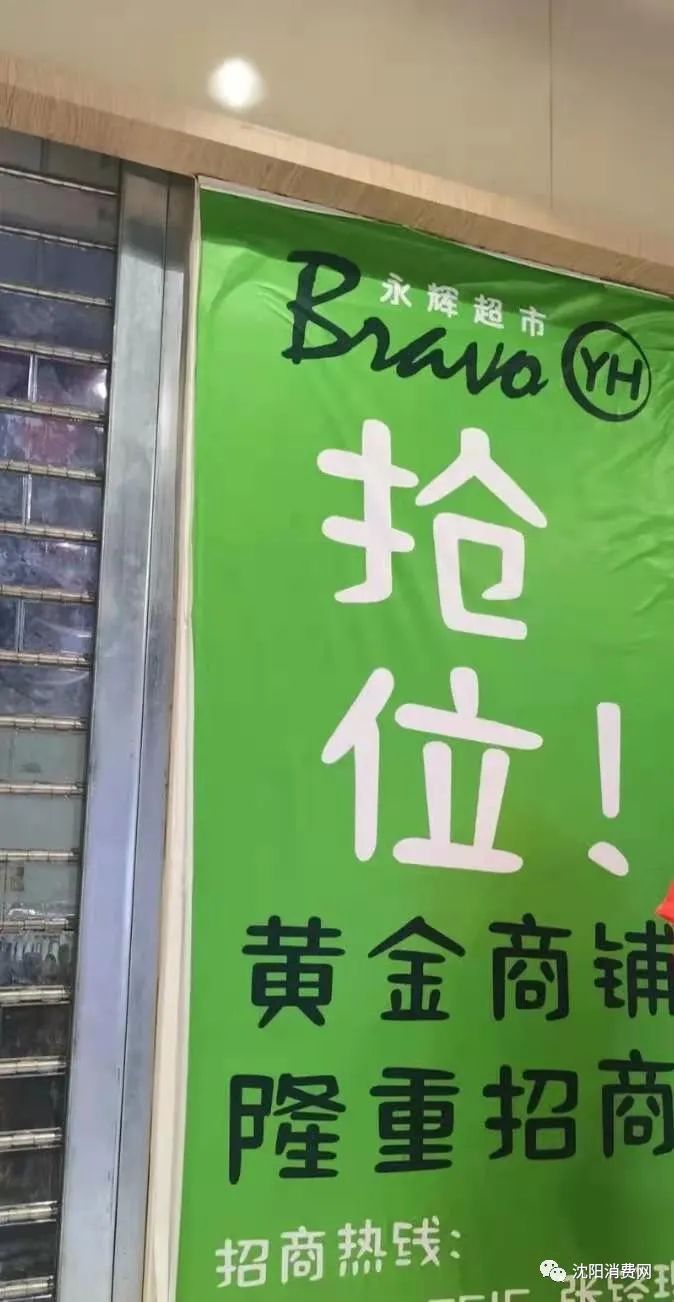 永辉超市
Bravo YH
抢
位！
黄金商铺
隆重招商
招商热线：
沈阳消费网